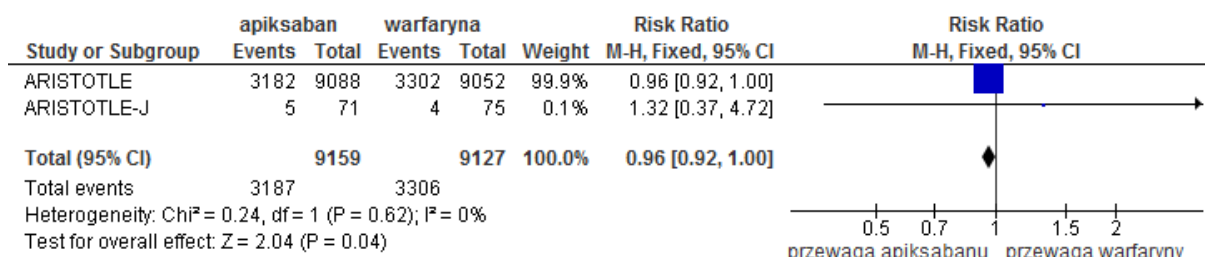 apiksaban warfaryna Risk Ratio Risk Ratio
Study or Subgroup Events Total Events Total Weight M-H, Fixed, 95% CI M-H, Fixed, 95% CI
ARISTOTLE 3182 9088 3302 9052 99.9% 0.96 [0.92, 1.00]
ARISTOTLE-J 5 71 4 75 0.1% 1.32 [0.37, 4.72]
Total (95% CI) 9159 9127 100.0% 0.96 [0.92, 1.00]
Total events 3187 3306
Heterogeneity: Chi² = 0.24, df = 1 (P = 0.62); I² = 0%
Test for overall effect: Z = 2.04 (P = 0.04)
0.5 0.7 1 1.5 2
przewaga apiksabanu przewaga warfaryny